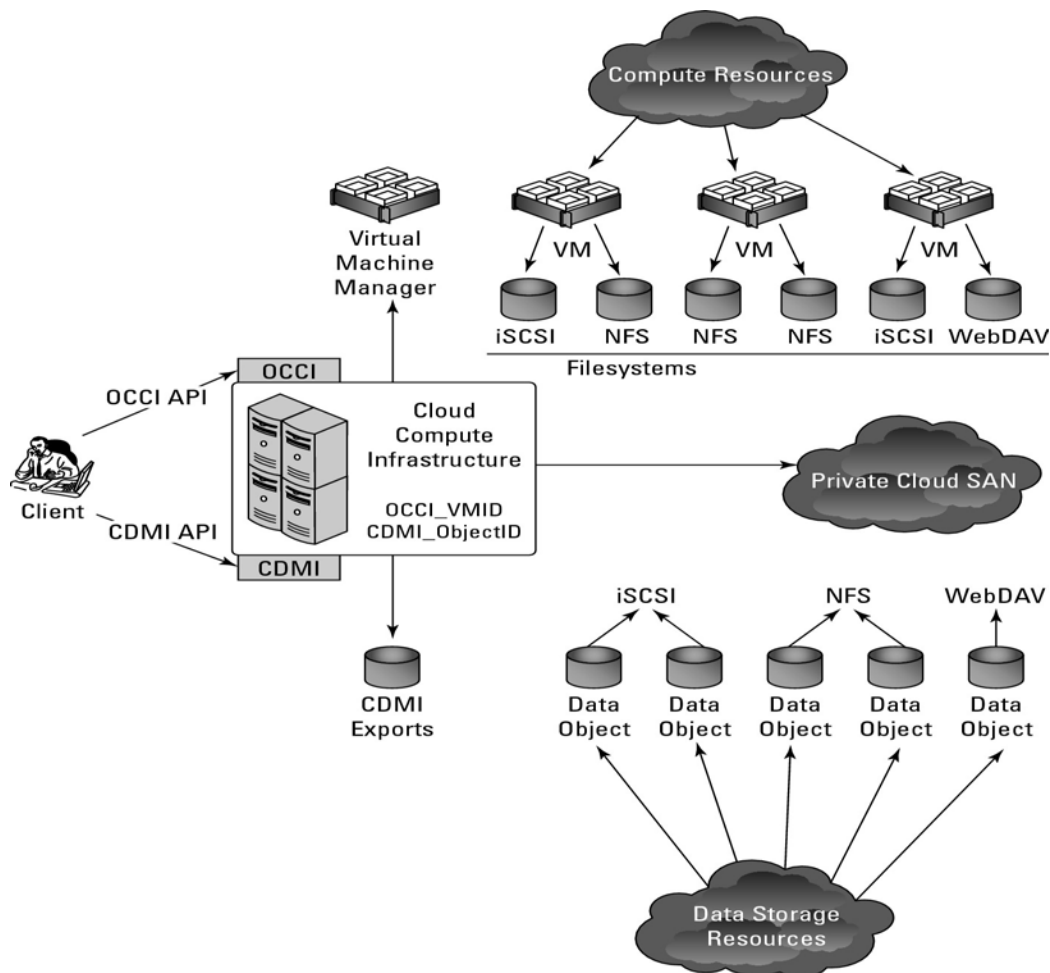 Compute Resources
Virtual
Machine
Manager
VM
VM
VM
iSCSI
NFS
NFS
NFS
iSCSI
WebDAV
Filesystems
OCCI
OCCI API
Cloud
Compute
Infrastructure
OCCI_VMID
CDMI_ObjectID
Client
CDMI API
CDMI
Private Cloud SAN
iSCSI
NFS
WebDAV
CDMI
Exports
Data
Object
Data
Object
Data
Object
Data
Object
Data
Object
Data Storage
Resources